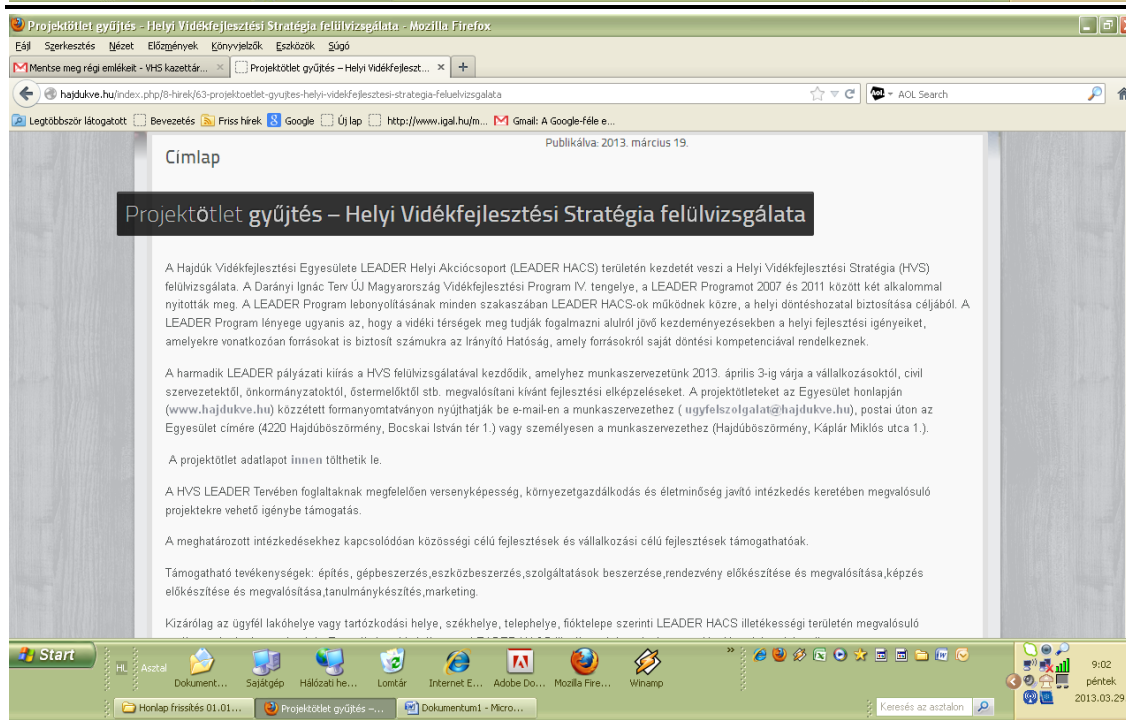 Projektötlet gyűjtés - Helyi Vidékfejlesztési Stratégia felülvizsgálata - Mozilla Firefox
Fájl Szerkesztés Nézet Előzmények Könyvjelzők Eszközök Súgó
Mentse meg régi emlékeit - VHS kazettár... Projektötlet gyűjtés – Helyi Vidékfejleszt...
hajdukve.hu/index.php/8-hirek/63-projektoetlet-gyujtes-helyi-videkfejlesztesi-strategia-feluelvizsgalata
AOL Search
Legtöbbször látogatott Bevezetés Friss hírek Google Új lap http://www.igal.hu/m... Gmail: A Google-féle e...
Publikálva: 2013. március 19.
Címlap
Projektötlet gyűjtés – Helyi Vidékfejlesztési Stratégia felülvizsgálata
A Hajdúk Vidékfejlesztési Egyesülete LEADER Helyi Akciócsoport (LEADER HACS) területén kezdetét veszi a Helyi Vidékfejlesztési Stratégia (HVS)
felülvizsgálata. A Darányi Ignác Terv ÚJ Magyarország Vidékfejlesztési Program IV. tengelye, a LEADER Programot 2007 és 2011 között két alkalommal
nyitották meg. A LEADER Program lebonyolításának minden szakaszában LEADER HACS-ok működnek közre, a helyi döntéshozatal biztosítása céljából. A
LEADER Program lényege ugyanis az, hogy a vidéki térségek meg tudják fogalmazni alulról jövő kezdeményezésekben a helyi fejlesztési igényeiket,
amelyekre vonatkozóan forrásokat is biztosít számukra az Irányító Hatóság, amely forrásokról saját döntési kompetenciával rendelkeznek.
A harmadik LEADER pályázati kiírás a HVS felülvizsgálatával kezdődik, amelyhez munkaszervezetünk 2013. április 3-ig várja a vállalkozásoktól, civil
szervezetektől, önkormányzatoktól, őstermelőktől stb. megvalósítani kívánt fejlesztési elképzeléseket. A projektötleteket az Egyesület honlapján
(www.hajdukve.hu) közzétett formanyomtatványon nyújthatják be e-mail-en a munkaszervezethez ( ugyfelszolgalat@hajdukve.hu), postai úton az
Egyesület címére (4220 Hajdúböszörmény, Bocskai István tér 1.) vagy személyesen a munkaszervezethez (Hajdúböszörmény, Káplár Miklós utca 1.).
A projektötlet adatlapot innen tölthetik le.
A HVS LEADER Tervében foglaltaknak megfelelően versenyképesség, környezetgazdálkodás és életminőség javító intézkedés keretében megvalósuló
projektekre vehető igénybe támogatás.
A meghatározott intézkedésekhez kapcsolódóan közösségi célú fejlesztések és vállalkozási célú fejlesztések támogathatóak.
Támogatható tevékenységek: építés, gépbeszerzés,eszközbeszerzés,szolgáltatások beszerzése,rendezvény előkészítése és megvalósítása,képzés
előkészítése és megvalósítása,tanulmánykészítés,marketing.
Kizárólag az ügyfél lakóhelye vagy tartózkodási helye, székhelye, telephelye, fióktelepe szerinti LEADER HACS illetékességi területén megvalósuló
Start HL Asztal Dokument... Sajátgép Hálózati he... Lomtár Internet E... Adobe Do... Mozilla Fire... Winamp
9:02
péntek
2013.03.29
Honlap frissítés 01.01... Projektötlet gyűjtés –... Dokumentum1 - Micro... Keresés az asztalon